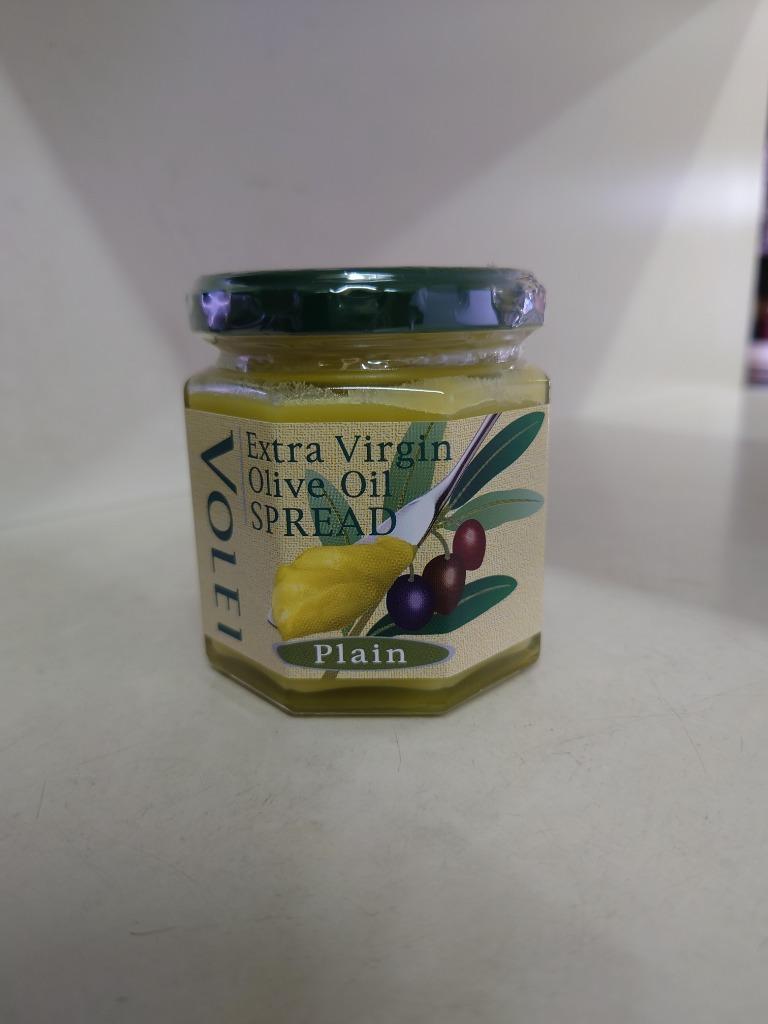 VOLEI
Extra Virgin
Olive Oil
SPREAD
Plain